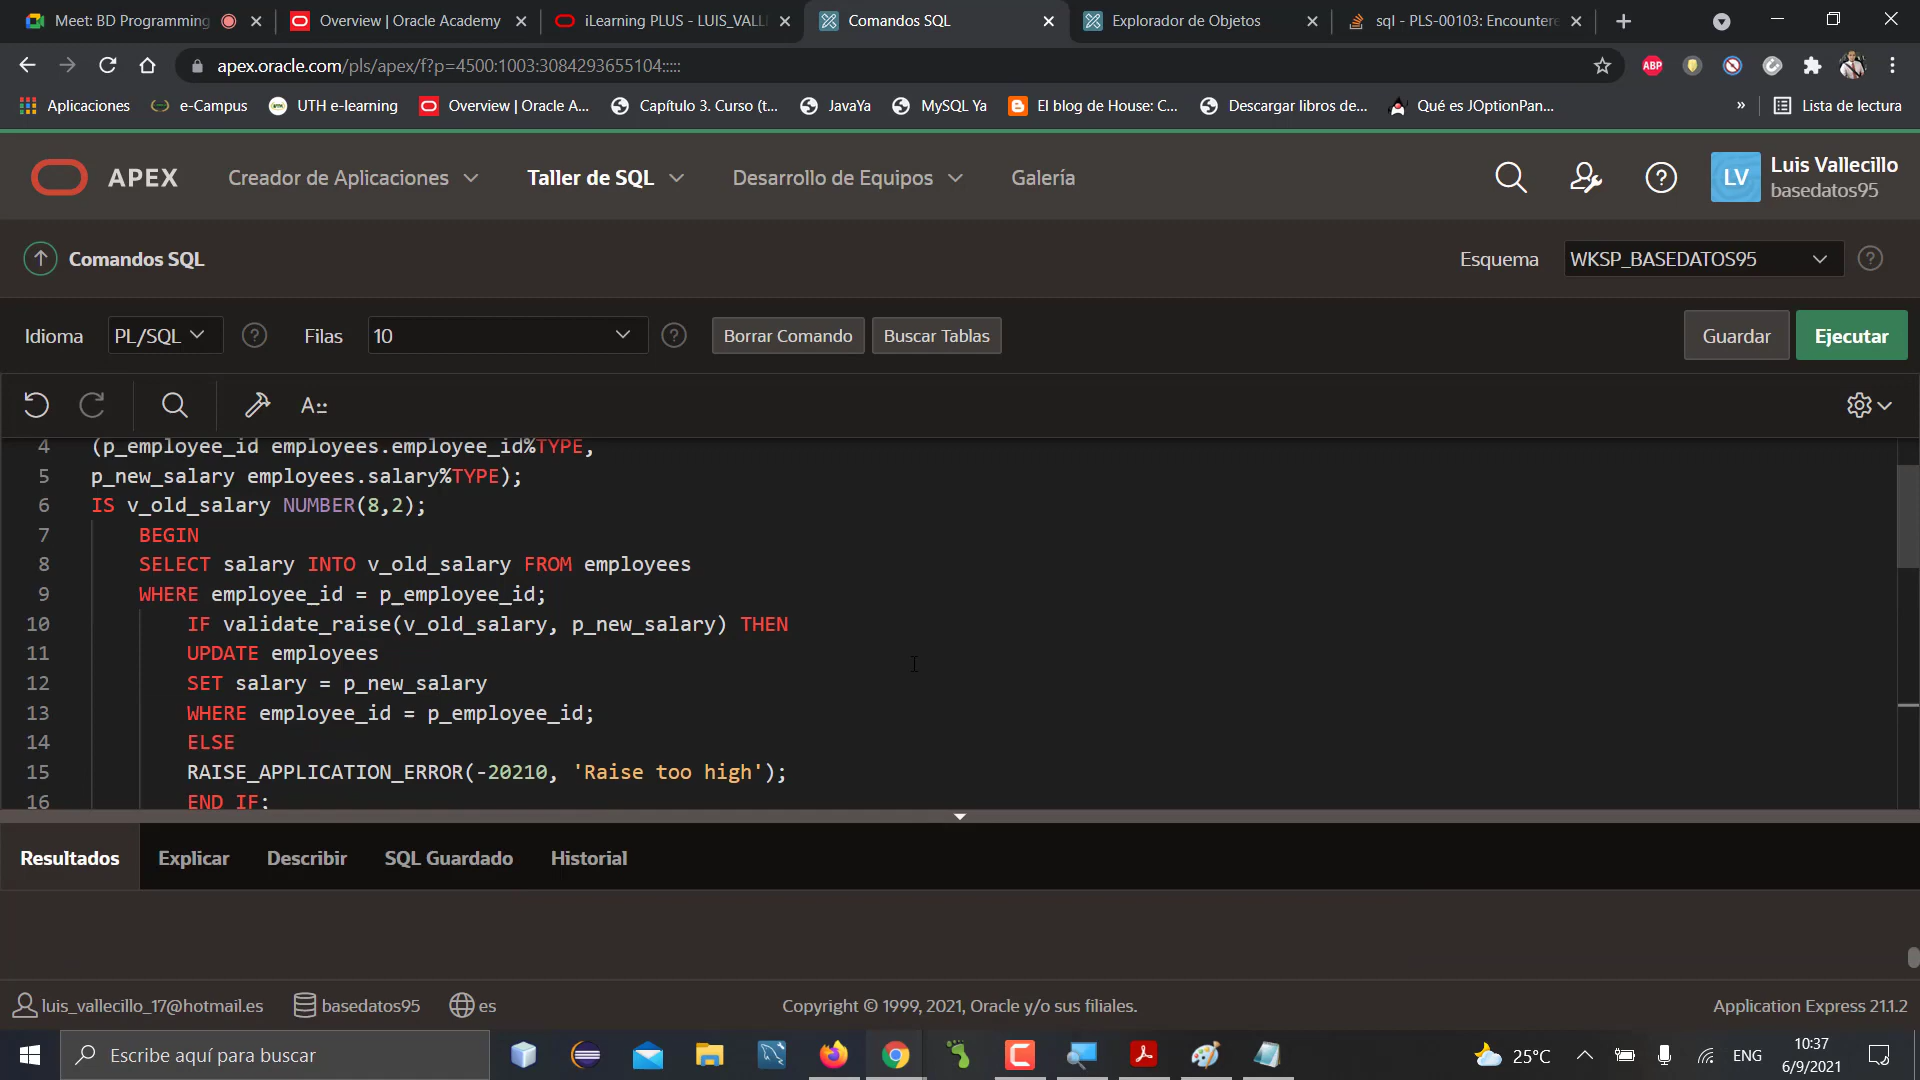 Meet: BD Programming
Overview | Oracle Academy
iLearning PLUS - LUIS_VALLI
Comandos SQL
Explorador de Objetos
sql - PLS-00103: Encountere
apex.oracle.com/pls/apex/f?p=4500:1003:3084293655104:::::
ABP
Aplicaciones
e-Campus
UTH e-learning
Overview | Oracle A...
Capítulo 3. Curso (t...
JavaYa
MySQL Ya
El blog de House: C...
Descargar libros de...
Qué es JOptionPan...
»
Lista de lectura
APEX
Creador de Aplicaciones
Taller de SQL
Desarrollo de Equipos
Galería
LV
Luis Vallecillo
basedatos95
Comandos SQL
Esquema
WKSP_BASEDATOS95
Idioma
PL/SQL
Filas
10
Borrar Comando
Buscar Tablas
Guardar
Ejecutar
A::
4 (p_employee_id employees.employee_id%TYPE,
5 p_new_salary employees.salary%TYPE);
6 IS v_old_salary NUMBER(8,2);
7 BEGIN
8 SELECT salary INTO v_old_salary FROM employees
9 WHERE employee_id = p_employee_id;
10 IF validate_raise(v_old_salary, p_new_salary) THEN
11 UPDATE employees
12 SET salary = p_new_salary
13 WHERE employee_id = p_employee_id;
14 ELSE
15 RAISE_APPLICATION_ERROR(-20210, 'Raise too high');
16 END IF;
Resultados
Explicar
Describir
SQL Guardado
Historial
luis_vallecillo_17@hotmail.es
basedatos95
es
Copyright © 1999, 2021, Oracle y/o sus filiales.
Application Express 21.1.2
Escribe aquí para buscar
25°C
ENG
10:37
6/9/2021